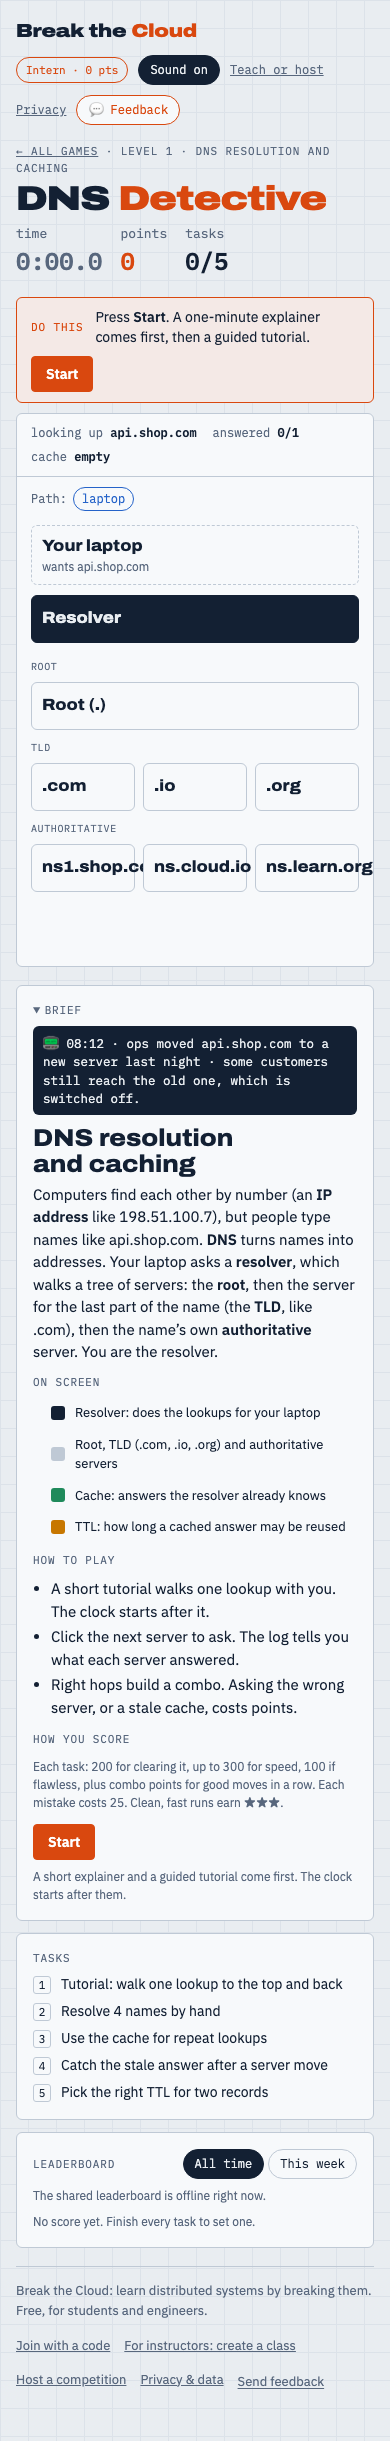 Break the Cloud
Intern · 0 pts
Sound on
Teach or host
Privacy
💬 Feedback
← ALL GAMES · LEVEL 1 · DNS RESOLUTION AND
CACHING
DNS Detective
time points tasks
0:00.0 0 0/5
DO THIS
Press Start. A one-minute explainer
comes first, then a guided tutorial.
Start
looking up api.shop.com answered 0/1
cache empty
Path: laptop
Your laptop
wants api.shop.com
Resolver
ROOT
Root (.)
TLD
.com .io .org
AUTHORITATIVE
ns1.shop.co ns.cloud.io ns.learn.org
▼ BRIEF
08:12 · ops moved api.shop.com to a
new server last night · some customers
still reach the old one, which is
switched off.
DNS resolution
and caching
Computers find each other by number (an IP
address like 198.51.100.7), but people type
names like api.shop.com. DNS turns names into
addresses. Your laptop asks a resolver, which
walks a tree of servers: the root, then the server
for the last part of the name (the TLD, like
.com), then the name’s own authoritative
server. You are the resolver.
ON SCREEN
Resolver: does the lookups for your laptop
Root, TLD (.com, .io, .org) and authoritative
servers
Cache: answers the resolver already knows
TTL: how long a cached answer may be reused
HOW TO PLAY
• A short tutorial walks one lookup with you.
The clock starts after it.
• Click the next server to ask. The log tells you
what each server answered.
• Right hops build a combo. Asking the wrong
server, or a stale cache, costs points.
HOW YOU SCORE
Each task: 200 for clearing it, up to 300 for speed, 100 if
flawless, plus combo points for good moves in a row. Each
mistake costs 25. Clean, fast runs earn ★★★.
Start
A short explainer and a guided tutorial come first. The clock
starts after them.
TASKS
1 Tutorial: walk one lookup to the top and back
2 Resolve 4 names by hand
3 Use the cache for repeat lookups
4 Catch the stale answer after a server move
5 Pick the right TTL for two records
LEADERBOARD
All time This week
The shared leaderboard is offline right now.
No score yet. Finish every task to set one.
Break the Cloud: learn distributed systems by breaking them.
Free, for students and engineers.
Join with a code For instructors: create a class
Host a competition Privacy & data Send feedback